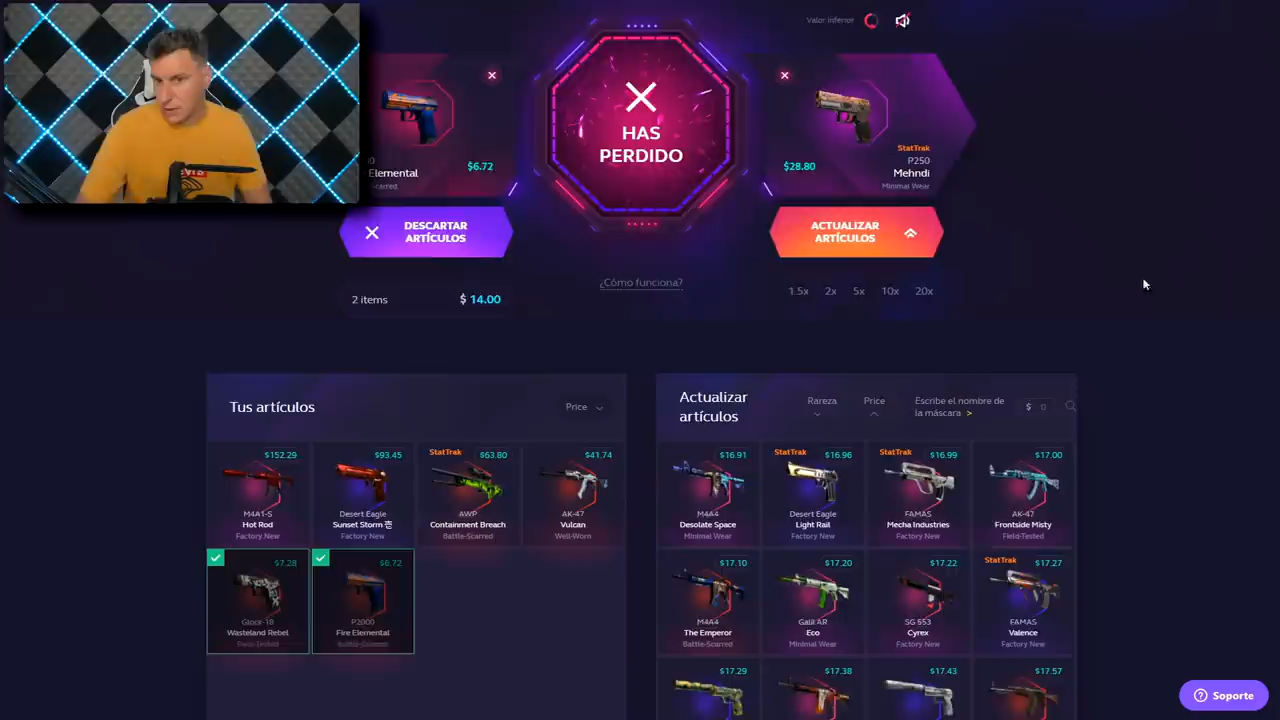 Valor Inferior
HAS
PERDIDO
Elemental
$6.72
$28.80
StatTrak
P250
Mehndi
Minimal Wear
DESCARTAR
ARTÍCULOS
ACTUALIZAR
ARTÍCULOS
¿Cómo funciona?
2 items
$ 14.00
1.5x 2x 5x 10x 20x
Tus artículos
Price
Actualizar
artículos
Rareza
Price
Escribe el nombre de
la máscara >
$ 0
$152.29
M4A1-S
Hot Rod
Factory New
$93.45
Desert Eagle
Sunset Storm 壱
Factory New
StatTrak
$63.80
AWP
Containment Breach
Battle-Scarred
$41.74
AK-47
Vulcan
Well-Worn
$16.91
M4A4
Desolate Space
Minimal Wear
StatTrak
$16.96
Desert Eagle
Light Rail
Factory New
StatTrak
$16.99
FAMAS
Mecha Industries
Factory New
$17.00
AK-47
Frontside Misty
Field-Tested
$7.28
Glock-18
Wasteland Rebel
Field-Tested
$6.72
P2000
Fire Elemental
Battle-Scarred
$17.10
M4A4
The Emperor
Battle-Scarred
$17.20
Galil AR
Eco
Minimal Wear
$17.22
SG 553
Cyrex
Factory New
StatTrak
$17.27
FAMAS
Valence
Factory New
$17.29
$17.38
$17.43
$17.57
Soporte